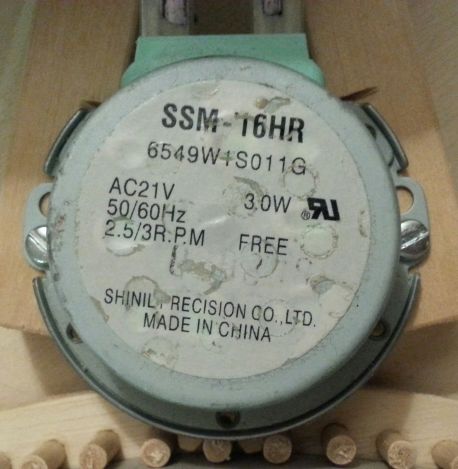 SSM-16HR
6549W1S011G
AC21V 3.0W RU
50/60Hz
2.5/3R.P.M FREE
SHINIL PRECISION CO.,LTD.
MADE IN CHINA